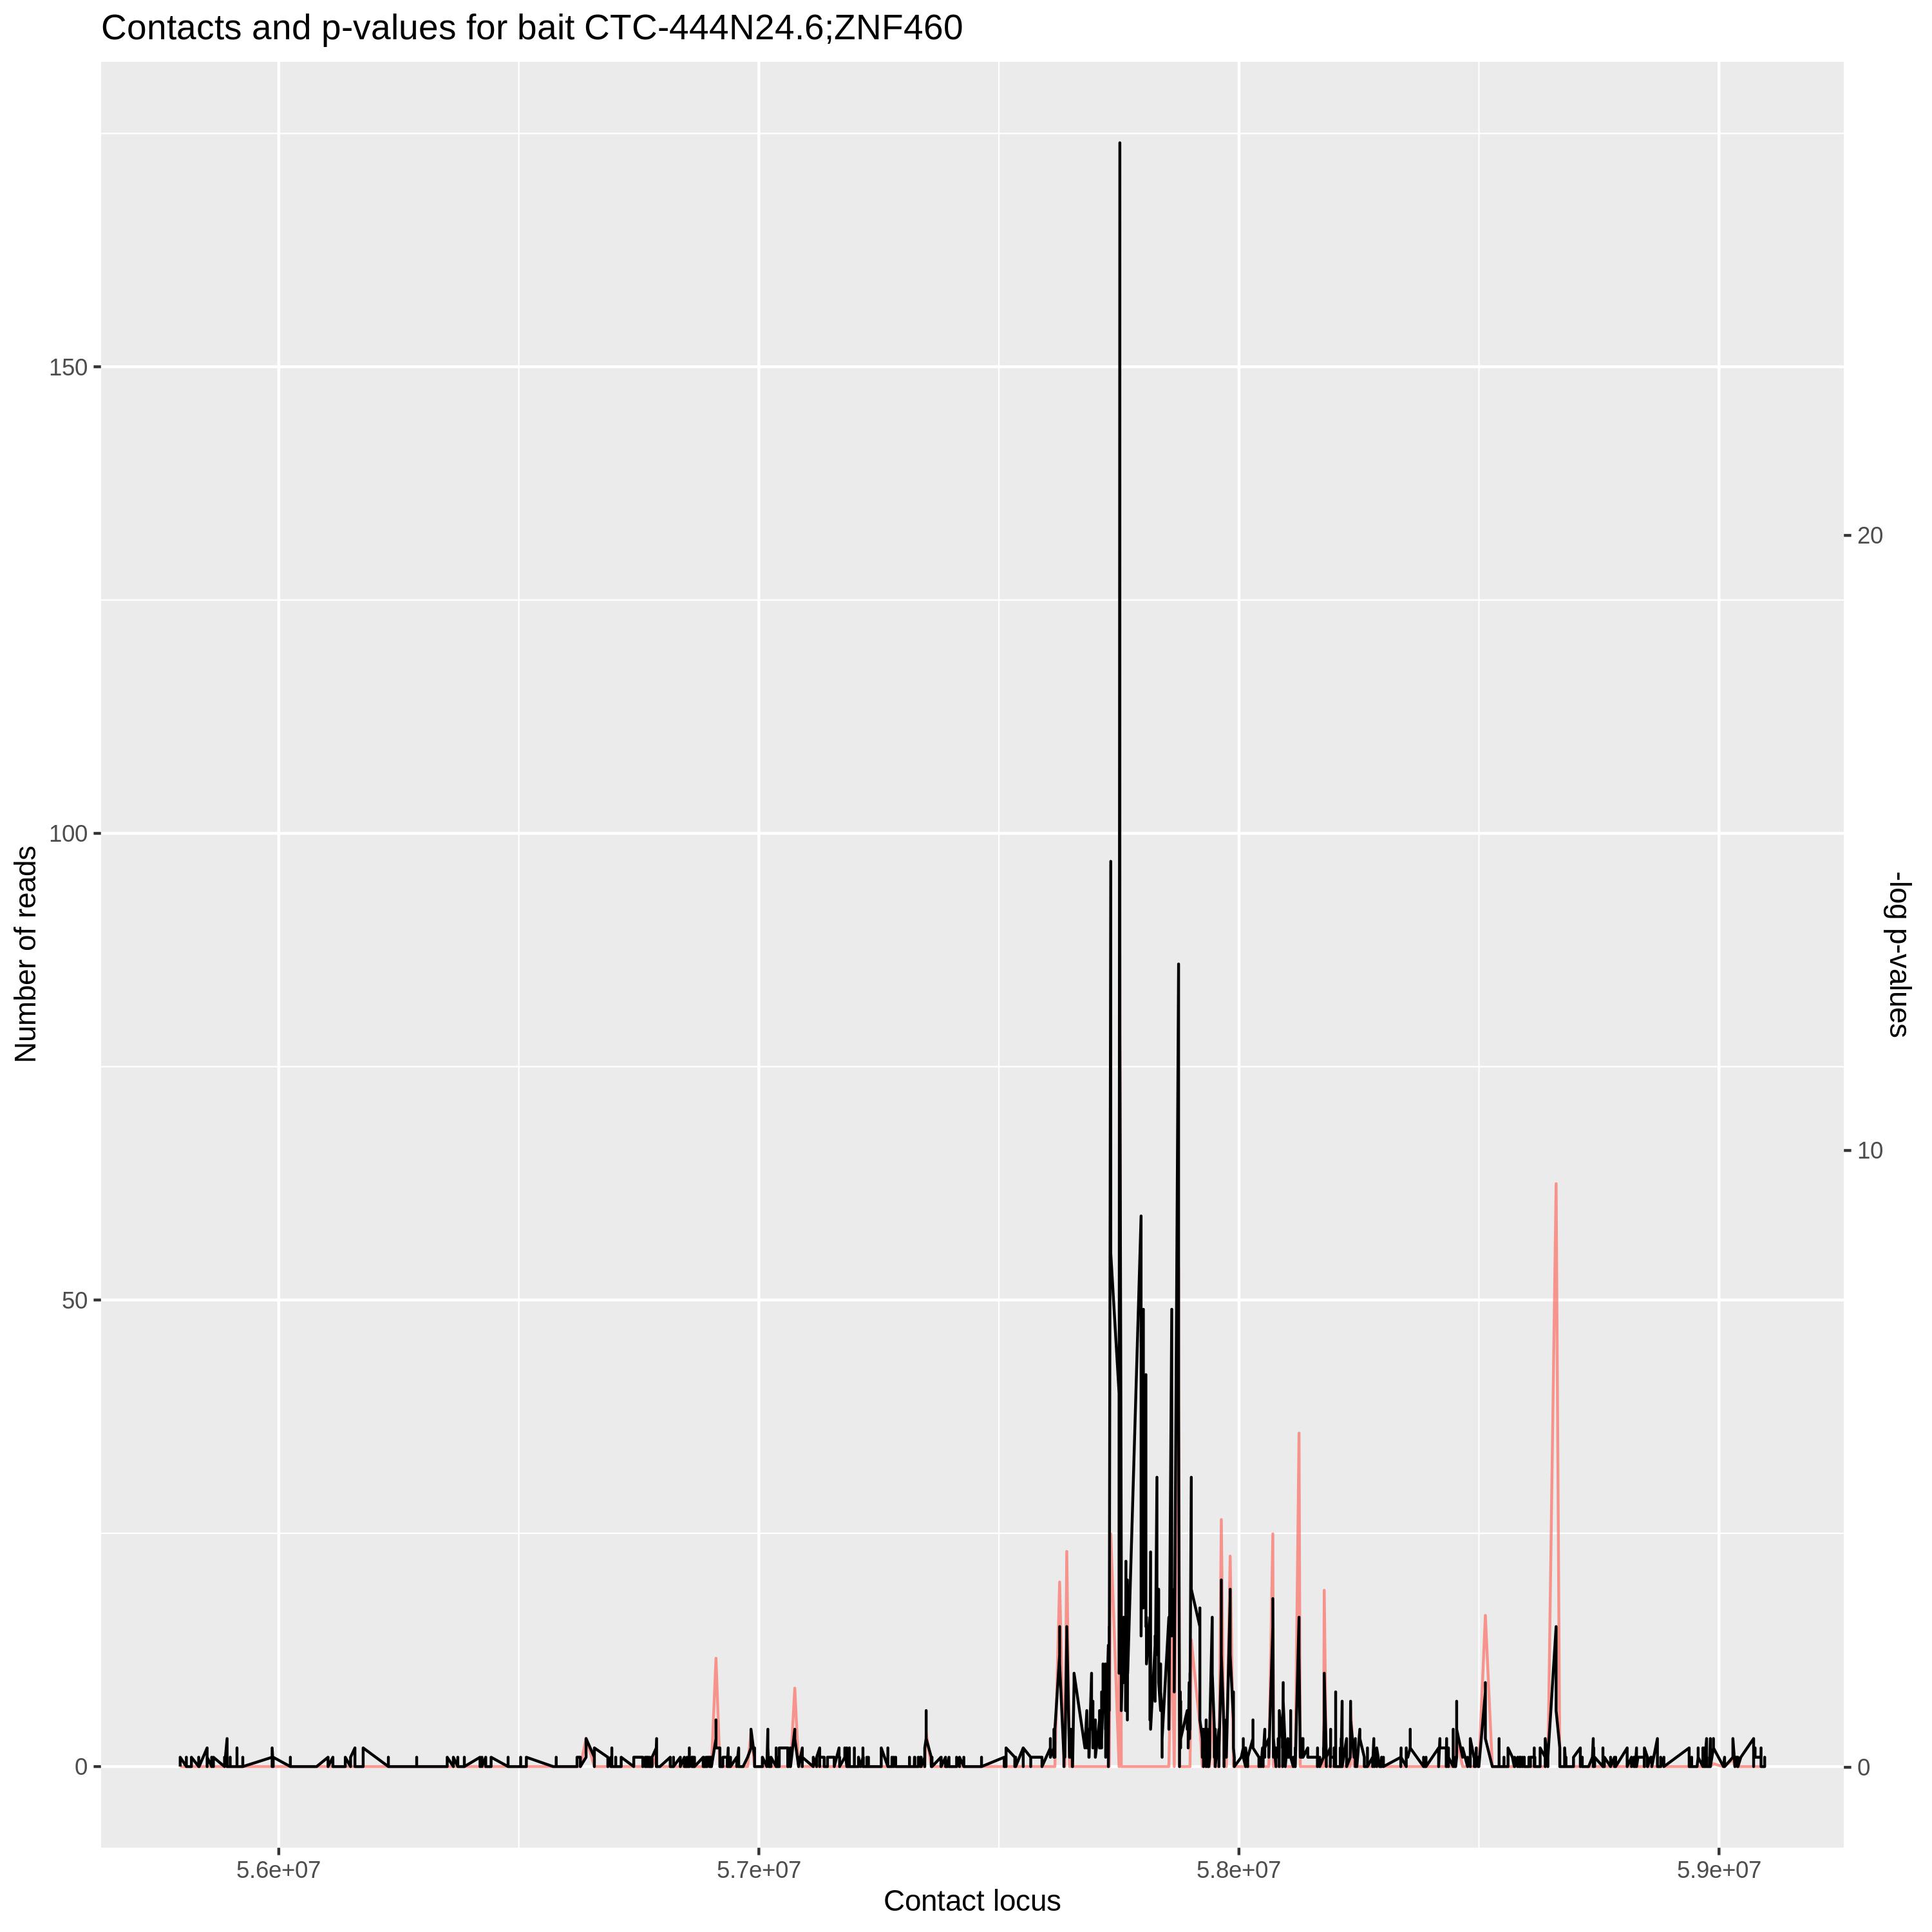 Contacts and p-values for bait CTC-444N24.6;ZNF460
150
100
50
0
Number of reads
20
10
0
-log p-values
5.6e+07
5.7e+07
5.8e+07
5.9e+07
Contact locus